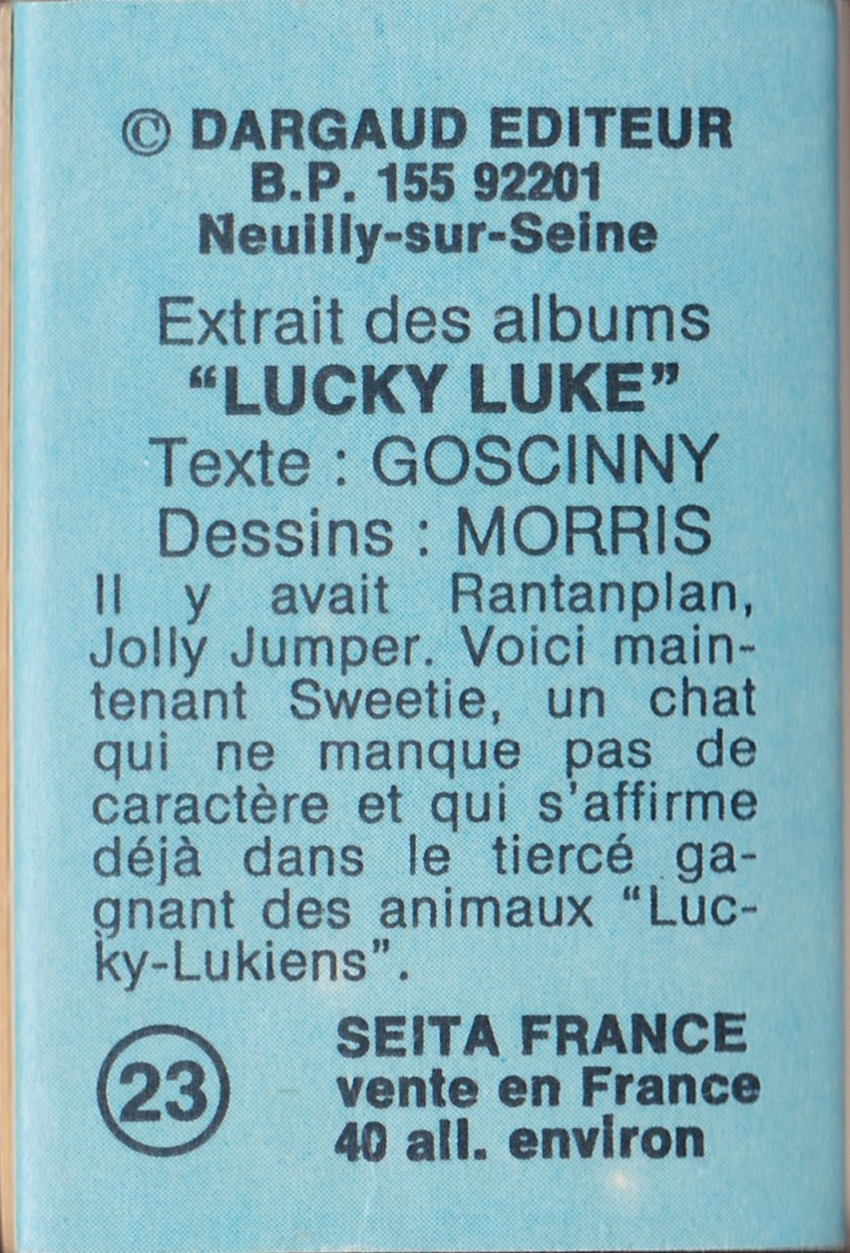 © DARGAUD EDITEUR
B.P. 155 92201
Neuilly-sur-Seine
Extrait des albums
“LUCKY LUKE”
Texte : GOSCINNY
Dessins : MORRIS
Il y avait Rantanplan,
Jolly Jumper. Voici main-
tenant Sweetie, un chat
qui ne manque pas de
caractère et qui s'affirme
déjà dans le tiercé ga-
gnant des animaux “Luc-
ky-Lukiens”.
23
SEITA FRANCE
vente en France
40 all. environ